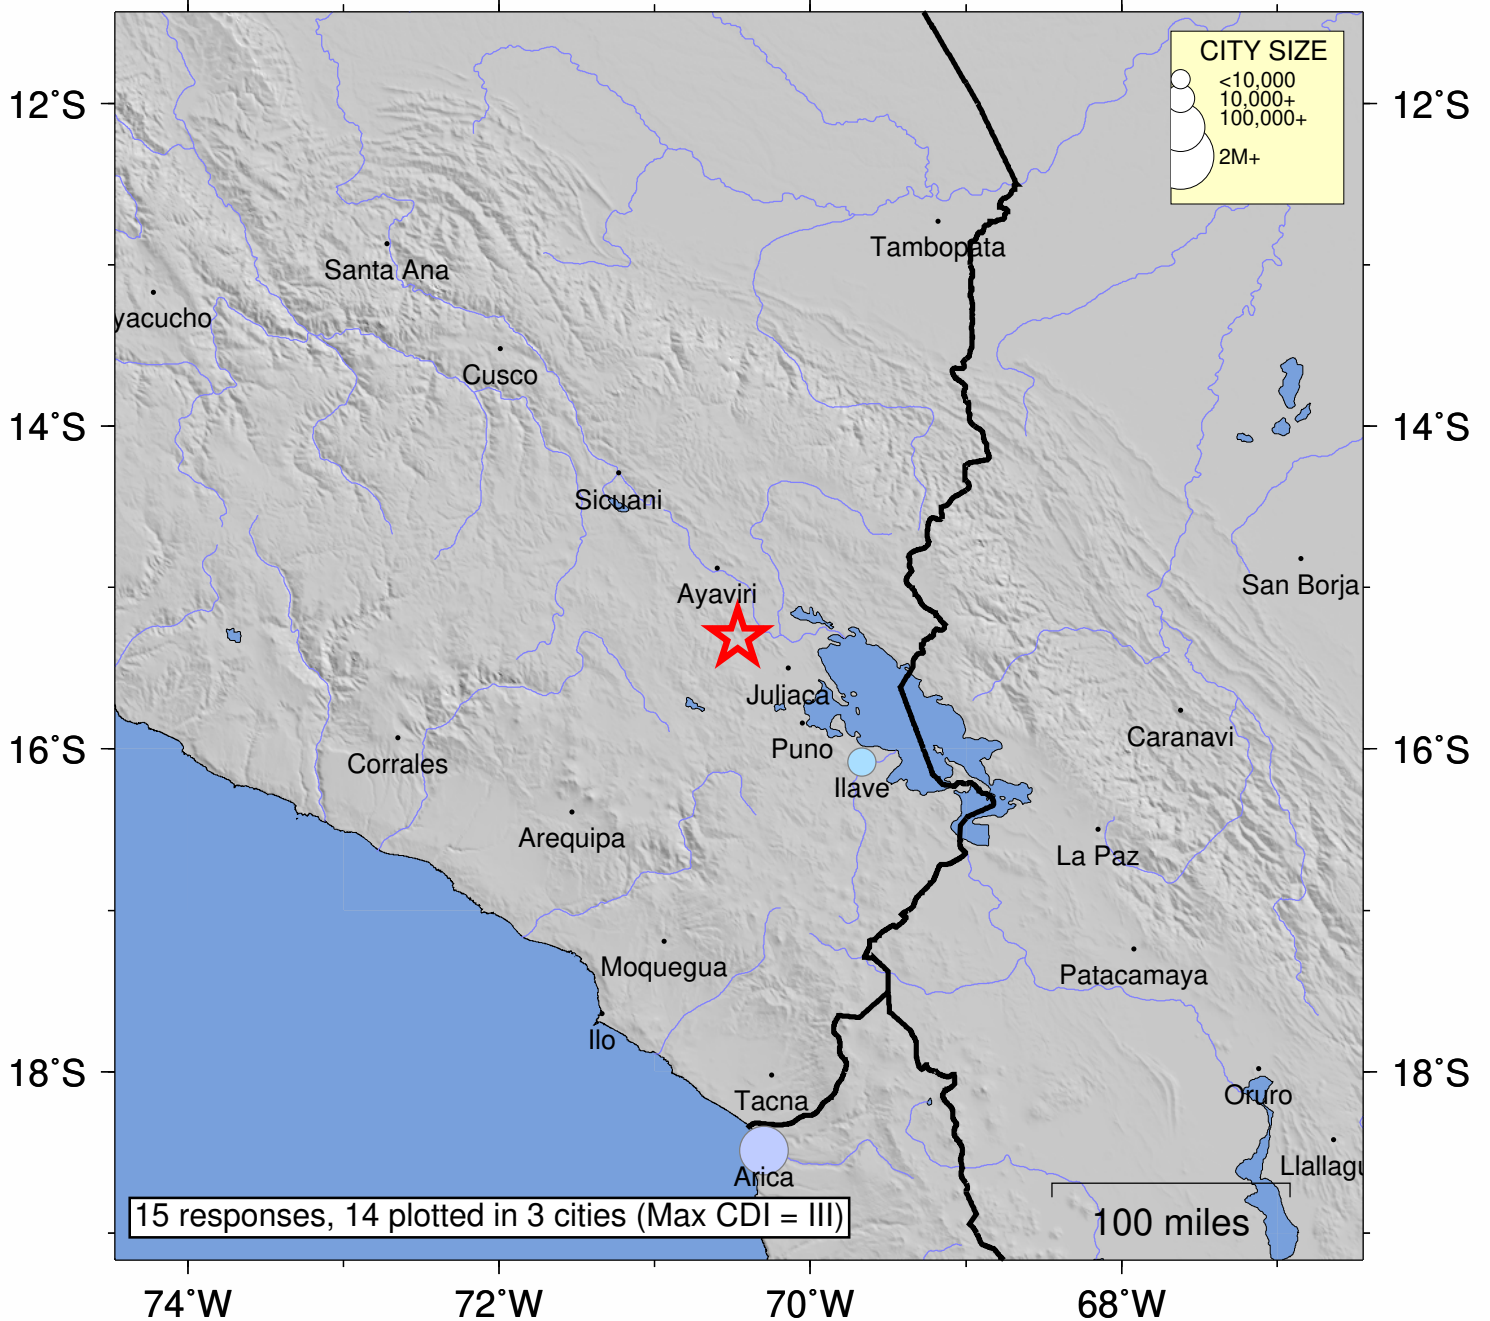 CITY SIZE
<10,000
10,000+
100,000+
2M+
12°S
12°S
Tambopata
Santa Ana
yacucho
Cusco
14°S
14°S
Sicuani
San Borja
Ayaviri
Juliaca
Caranavi
16°S
16°S
Puno
Corrales
Ilave
Arequipa
La Paz
Moquegua
Patacamaya
Ilo
18°S
18°S
Oruro
Tacna
Llallagu
Arica
15 responses, 14 plotted in 3 cities (Max CDI = III)
100 miles
74°W
72°W
70°W
68°W